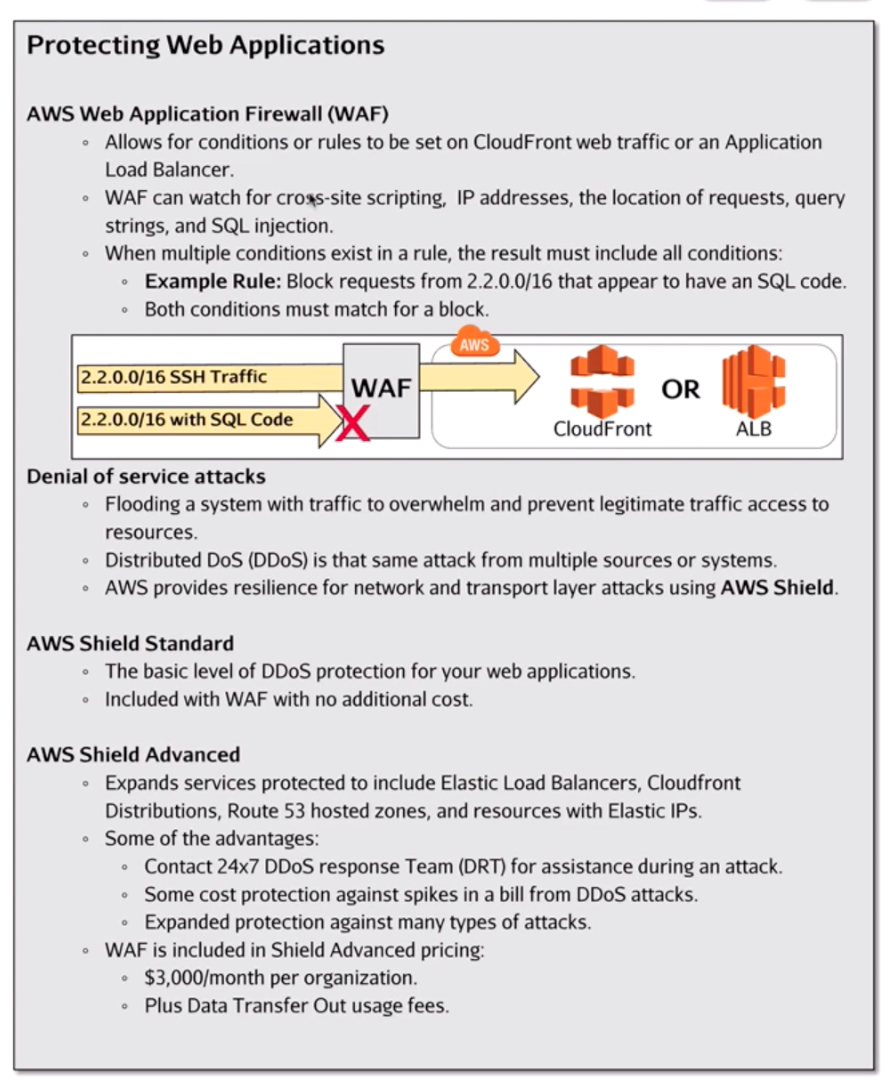 Protecting Web Applications
AWS Web Application Firewall (WAF)
◦ Allows for conditions or rules to be set on CloudFront web traffic or an Application
Load Balancer.
◦ WAF can watch for cross-site scripting, IP addresses, the location of requests, query
strings, and SQL injection.
◦ When multiple conditions exist in a rule, the result must include all conditions:
◦ Example Rule: Block requests from 2.2.0.0/16 that appear to have an SQL code.
◦ Both conditions must match for a block.
AWS
2.2.0.0/16 SSH Traffic
2.2.0.0/16 with SQL Code
WAF
X
CloudFront
OR
ALB
Denial of service attacks
◦ Flooding a system with traffic to overwhelm and prevent legitimate traffic access to
resources.
◦ Distributed DoS (DDoS) is that same attack from multiple sources or systems.
◦ AWS provides resilience for network and transport layer attacks using AWS Shield.
AWS Shield Standard
◦ The basic level of DDoS protection for your web applications.
◦ Included with WAF with no additional cost.
AWS Shield Advanced
◦ Expands services protected to include Elastic Load Balancers, Cloudfront
Distributions, Route 53 hosted zones, and resources with Elastic IPs.
◦ Some of the advantages:
◦ Contact 24x7 DDoS response Team (DRT) for assistance during an attack.
◦ Some cost protection against spikes in a bill from DDoS attacks.
◦ Expanded protection against many types of attacks.
◦ WAF is included in Shield Advanced pricing:
◦ $3,000/month per organization.
◦ Plus Data Transfer Out usage fees.